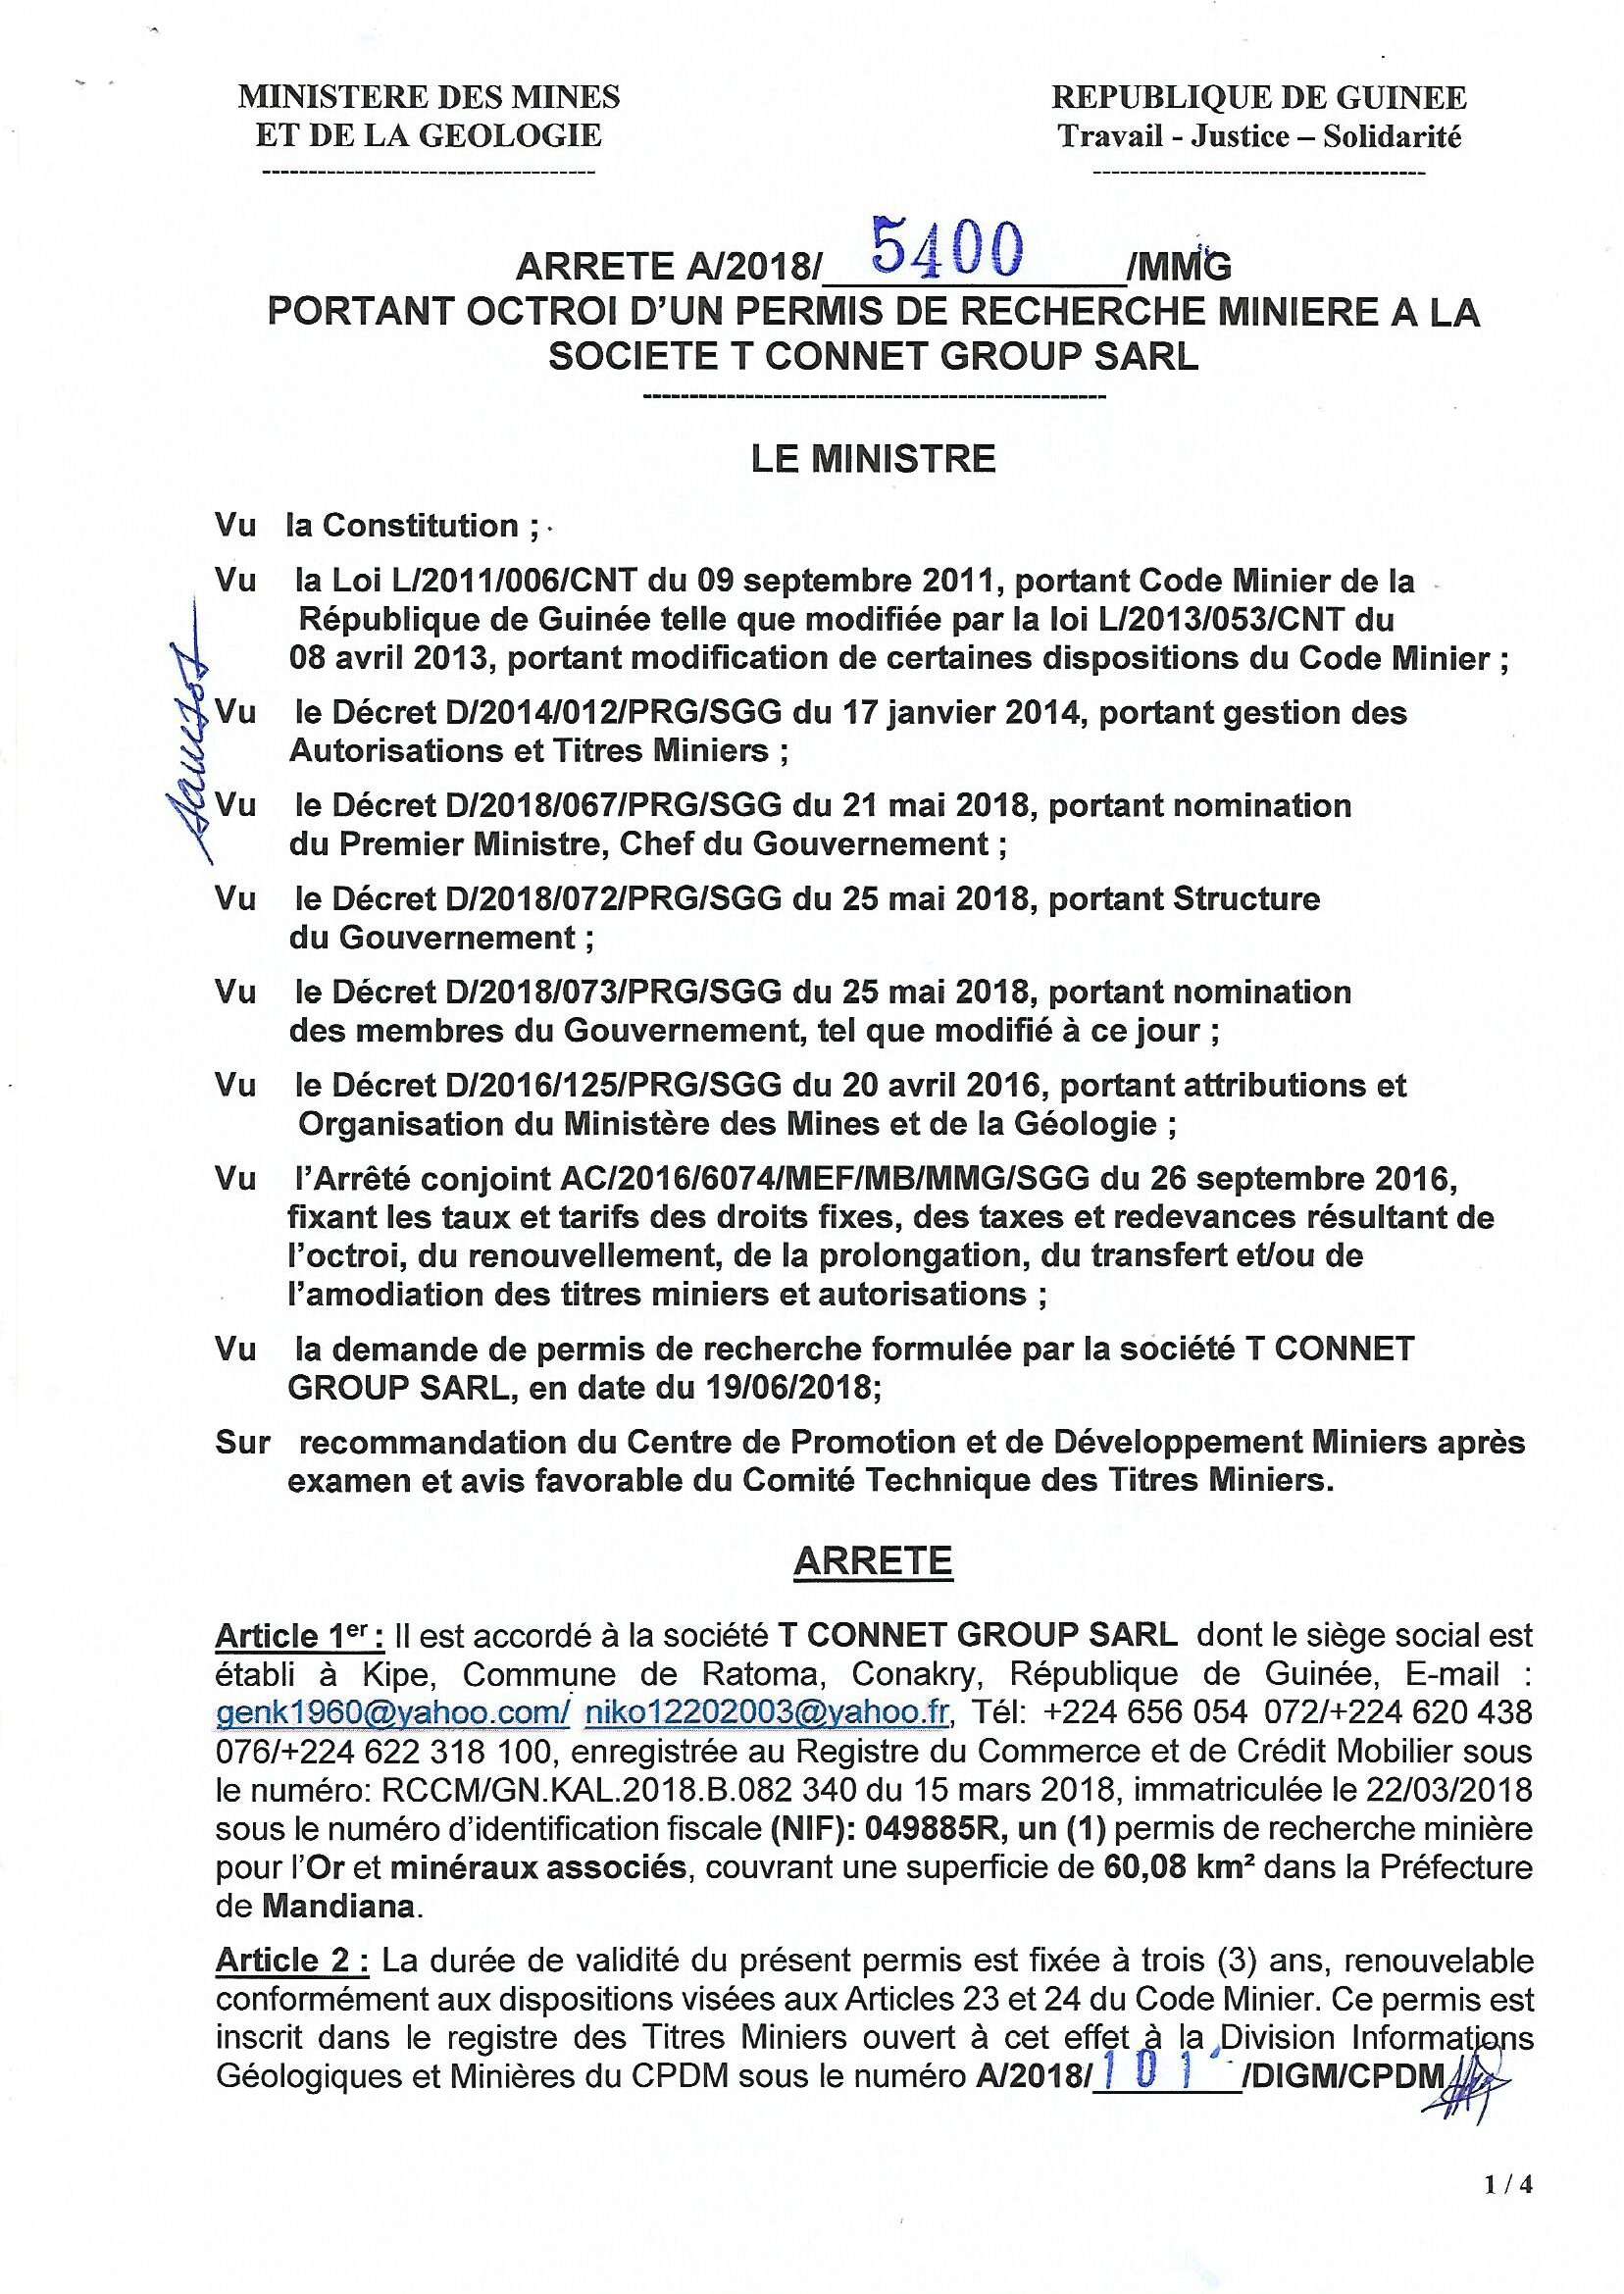 MINISTERE DES MINES
ET DE LA GEOLOGIE
----------------------------------
REPUBLIQUE DE GUINEE
Travail - Justice – Solidarité
----------------------------------
ARRETE A/2018/ 5400 /MMG
PORTANT OCTROI D’UN PERMIS DE RECHERCHE MINIERE A LA
SOCIETE T CONNET GROUP SARL
--------------------------------------------------
LE MINISTRE
Vu la Constitution ;
Vu la Loi L/2011/006/CNT du 09 septembre 2011, portant Code Minier de la
République de Guinée telle que modifiée par la loi L/2013/053/CNT du
08 avril 2013, portant modification de certaines dispositions du Code Minier ;
Vu le Décret D/2014/012/PRG/SGG du 17 janvier 2014, portant gestion des
Autorisations et Titres Miniers ;
Vu le Décret D/2018/067/PRG/SGG du 21 mai 2018, portant nomination
du Premier Ministre, Chef du Gouvernement ;
Vu le Décret D/2018/072/PRG/SGG du 25 mai 2018, portant Structure
du Gouvernement ;
Vu le Décret D/2018/073/PRG/SGG du 25 mai 2018, portant nomination
des membres du Gouvernement, tel que modifié à ce jour ;
Vu le Décret D/2016/125/PRG/SGG du 20 avril 2016, portant attributions et
Organisation du Ministère des Mines et de la Géologie ;
Vu l’Arrêté conjoint AC/2016/6074/MEF/MB/MMG/SGG du 26 septembre 2016,
fixant les taux et tarifs des droits fixes, des taxes et redevances résultant de
l’octroi, du renouvellement, de la prolongation, du transfert et/ou de
l’amodiation des titres miniers et autorisations ;
Vu la demande de permis de recherche formulée par la société T CONNET
GROUP SARL, en date du 19/06/2018;
Sur recommandation du Centre de Promotion et de Développement Miniers après
examen et avis favorable du Comité Technique des Titres Miniers.
ARRETE
Article 1er : Il est accordé à la société T CONNET GROUP SARL dont le siège social est
établi à Kipe, Commune de Ratoma, Conakry, République de Guinée, E-mail :
genk1960@yahoo.com/ niko12202003@yahoo.fr, Tél: +224 656 054 072/+224 620 438
076/+224 622 318 100, enregistrée au Registre du Commerce et de Crédit Mobilier sous
le numéro: RCCM/GN.KAL.2018.B.082 340 du 15 mars 2018, immatriculée le 22/03/2018
sous le numéro d’identification fiscale (NIF): 049885R, un (1) permis de recherche minière
pour l’Or et minéraux associés, couvrant une superficie de 60,08 km² dans la Préfecture
de Mandiana.
Article 2 : La durée de validité du présent permis est fixée à trois (3) ans, renouvelable
conformément aux dispositions visées aux Articles 23 et 24 du Code Minier. Ce permis est
inscrit dans le registre des Titres Miniers ouvert à cet effet à la Division Informations
Géologiques et Minières du CPDM sous le numéro A/2018/ 101 /DIGM/CPDM
1 / 4